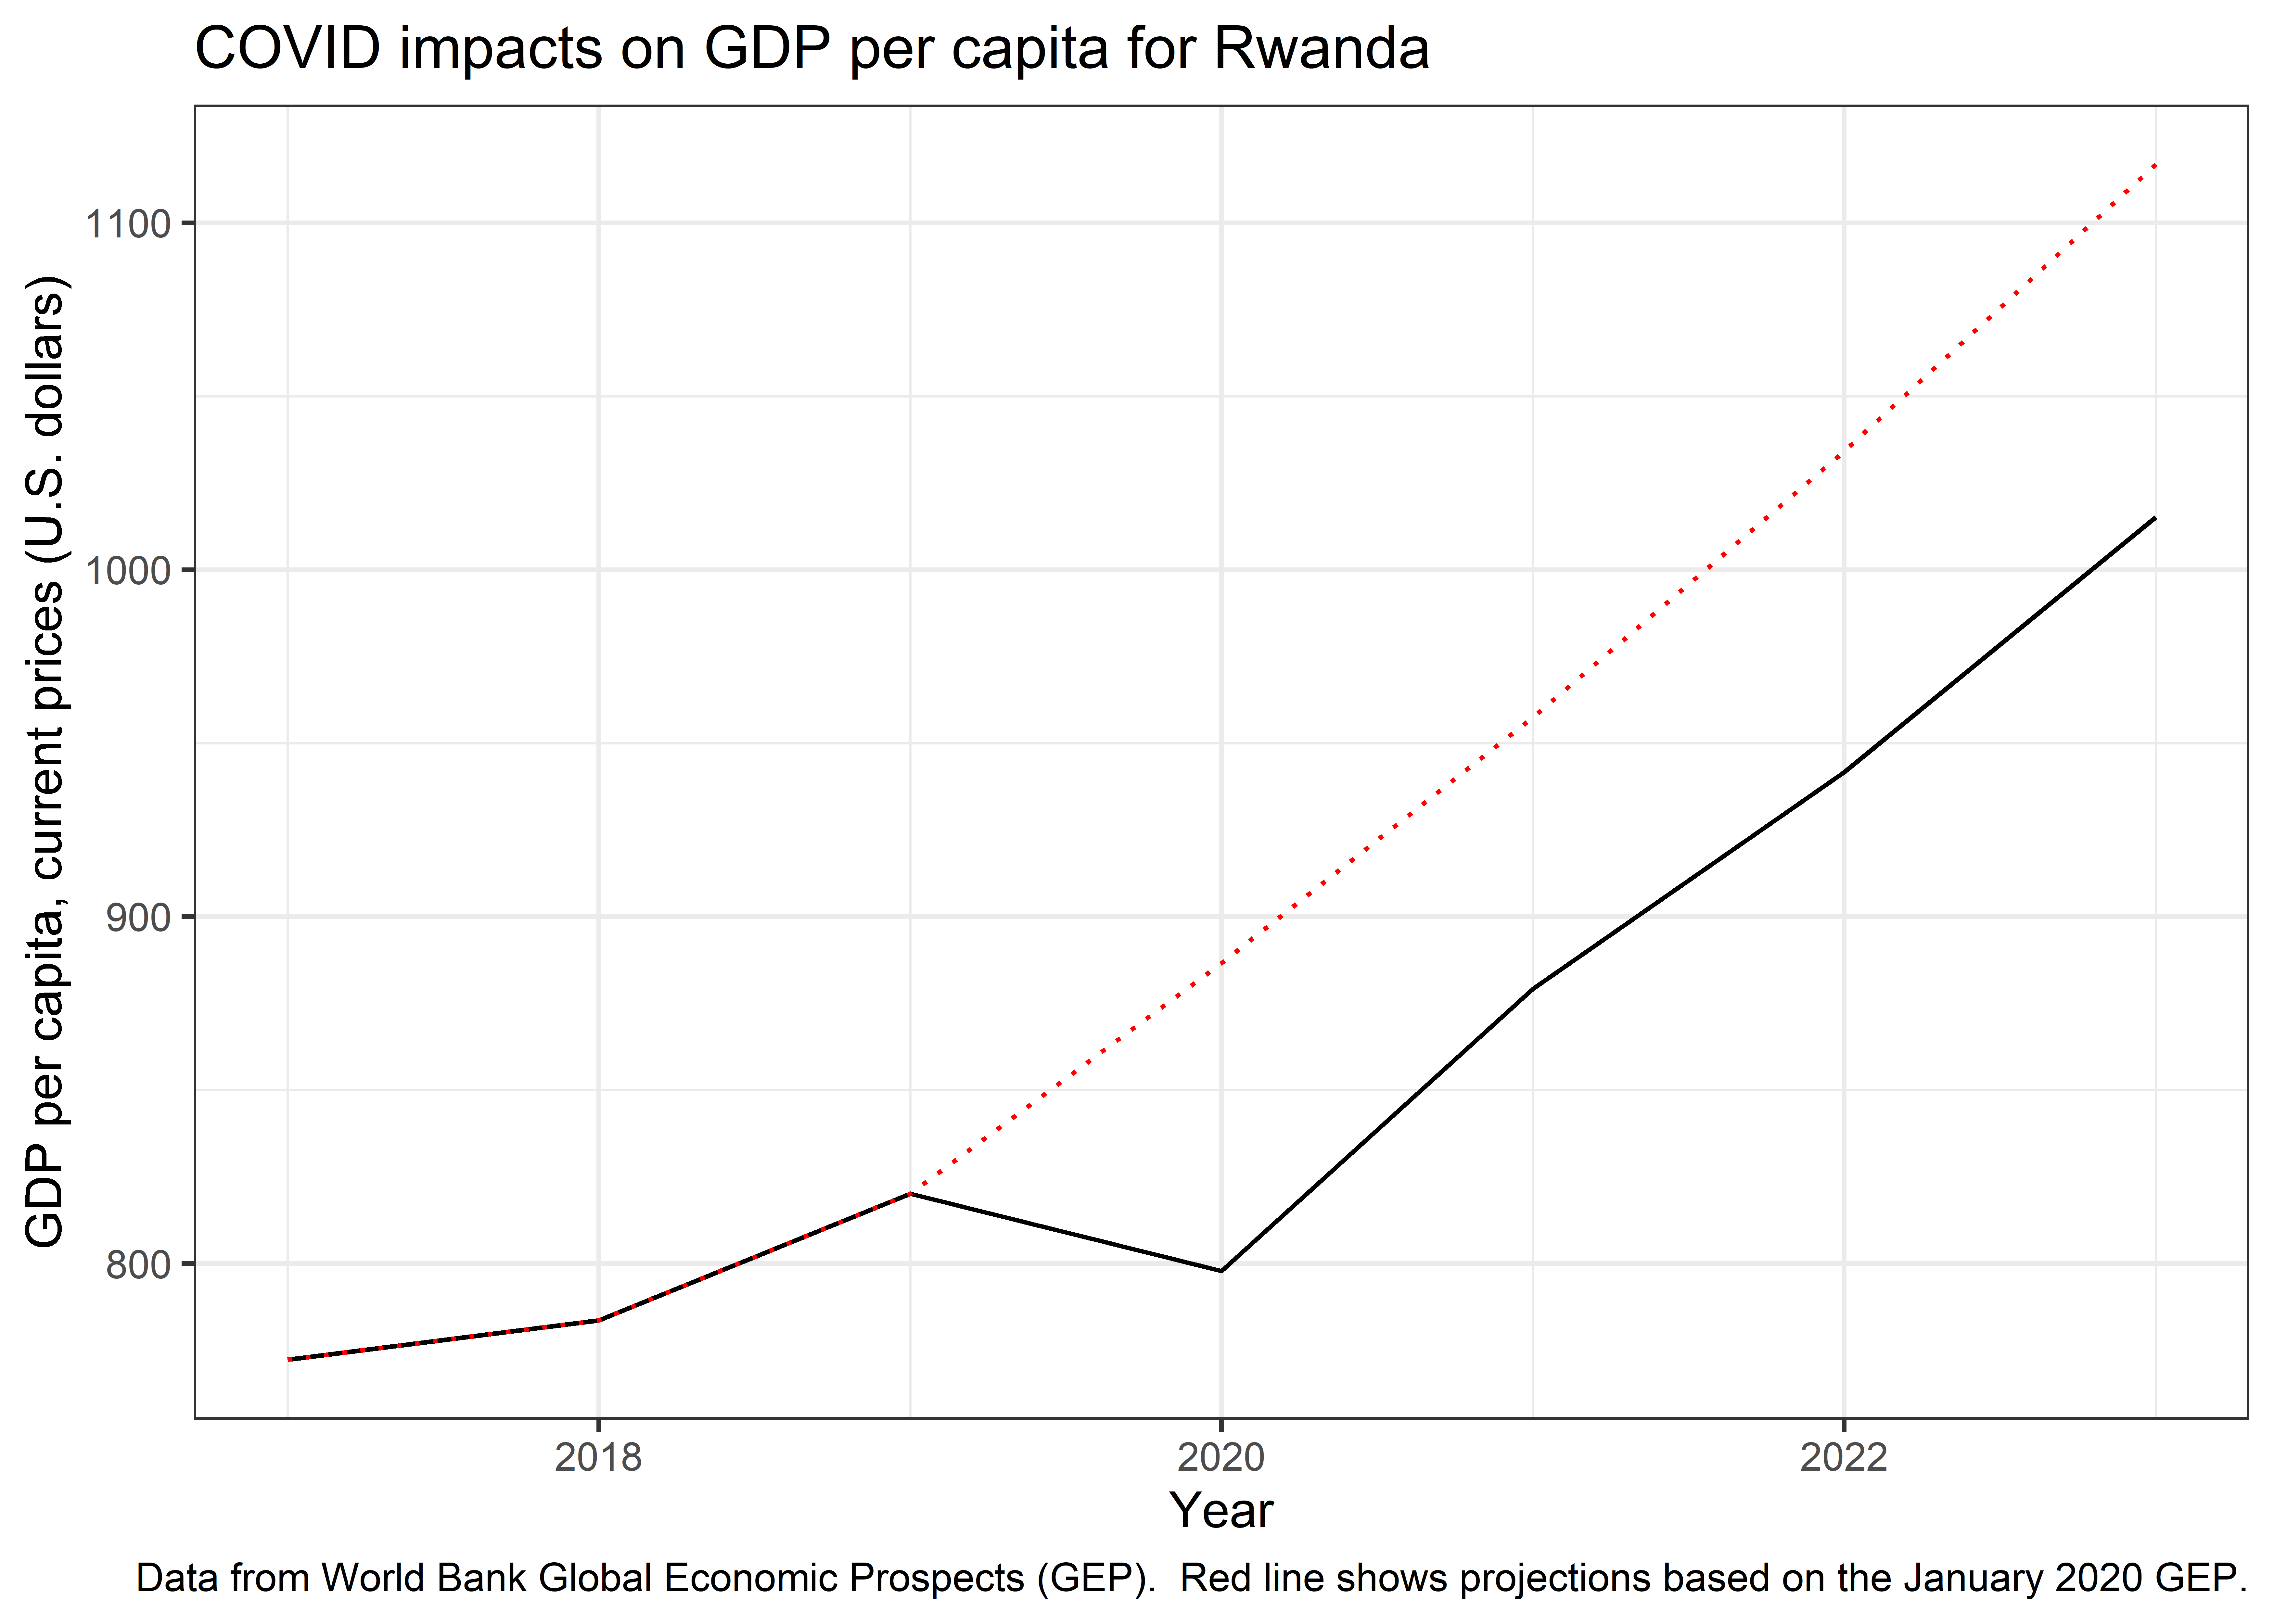 COVID impacts on GDP per capita for Rwanda
GDP per capita, current prices (U.S. dollars)
1100
1000
900
800
2018
2020
2022
Year
Data from World Bank Global Economic Prospects (GEP).  Red line shows projections based on the January 2020 GEP.